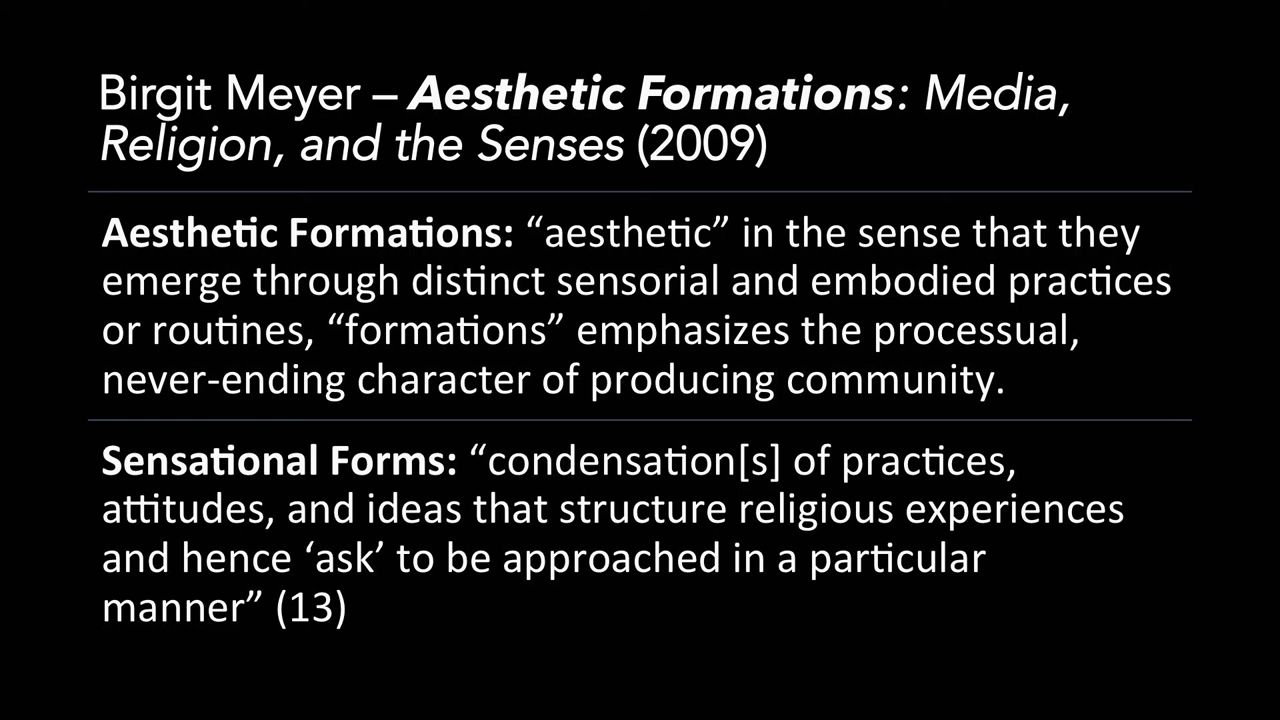 Birgit Meyer – Aesthetic Formations: Media,
Religion, and the Senses (2009)
Aesthetic Formations: “aesthetic” in the sense that they
emerge through distinct sensorial and embodied practices
or routines, “formations” emphasizes the processual,
never-ending character of producing community.
Sensational Forms: “condensation[s] of practices,
attitudes, and ideas that structure religious experiences
and hence ‘ask’ to be approached in a particular
manner” (13)